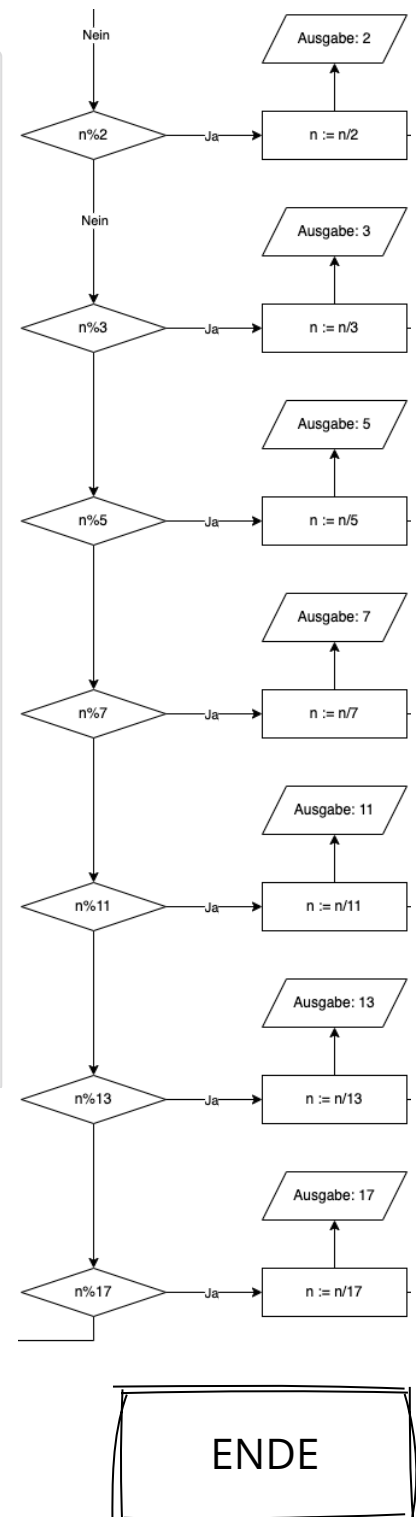 Nein
Ausgabe: 2
n%2
Ja
n := n/2
Nein
Ausgabe: 3
n%3
Ja
n := n/3
Ausgabe: 5
n%5
Ja
n := n/5
Ausgabe: 7
n%7
Ja
n := n/7
Ausgabe: 11
n%11
Ja
n := n/11
Ausgabe: 13
n%13
Ja
n := n/13
Ausgabe: 17
n%17
Ja
n := n/17
ENDE